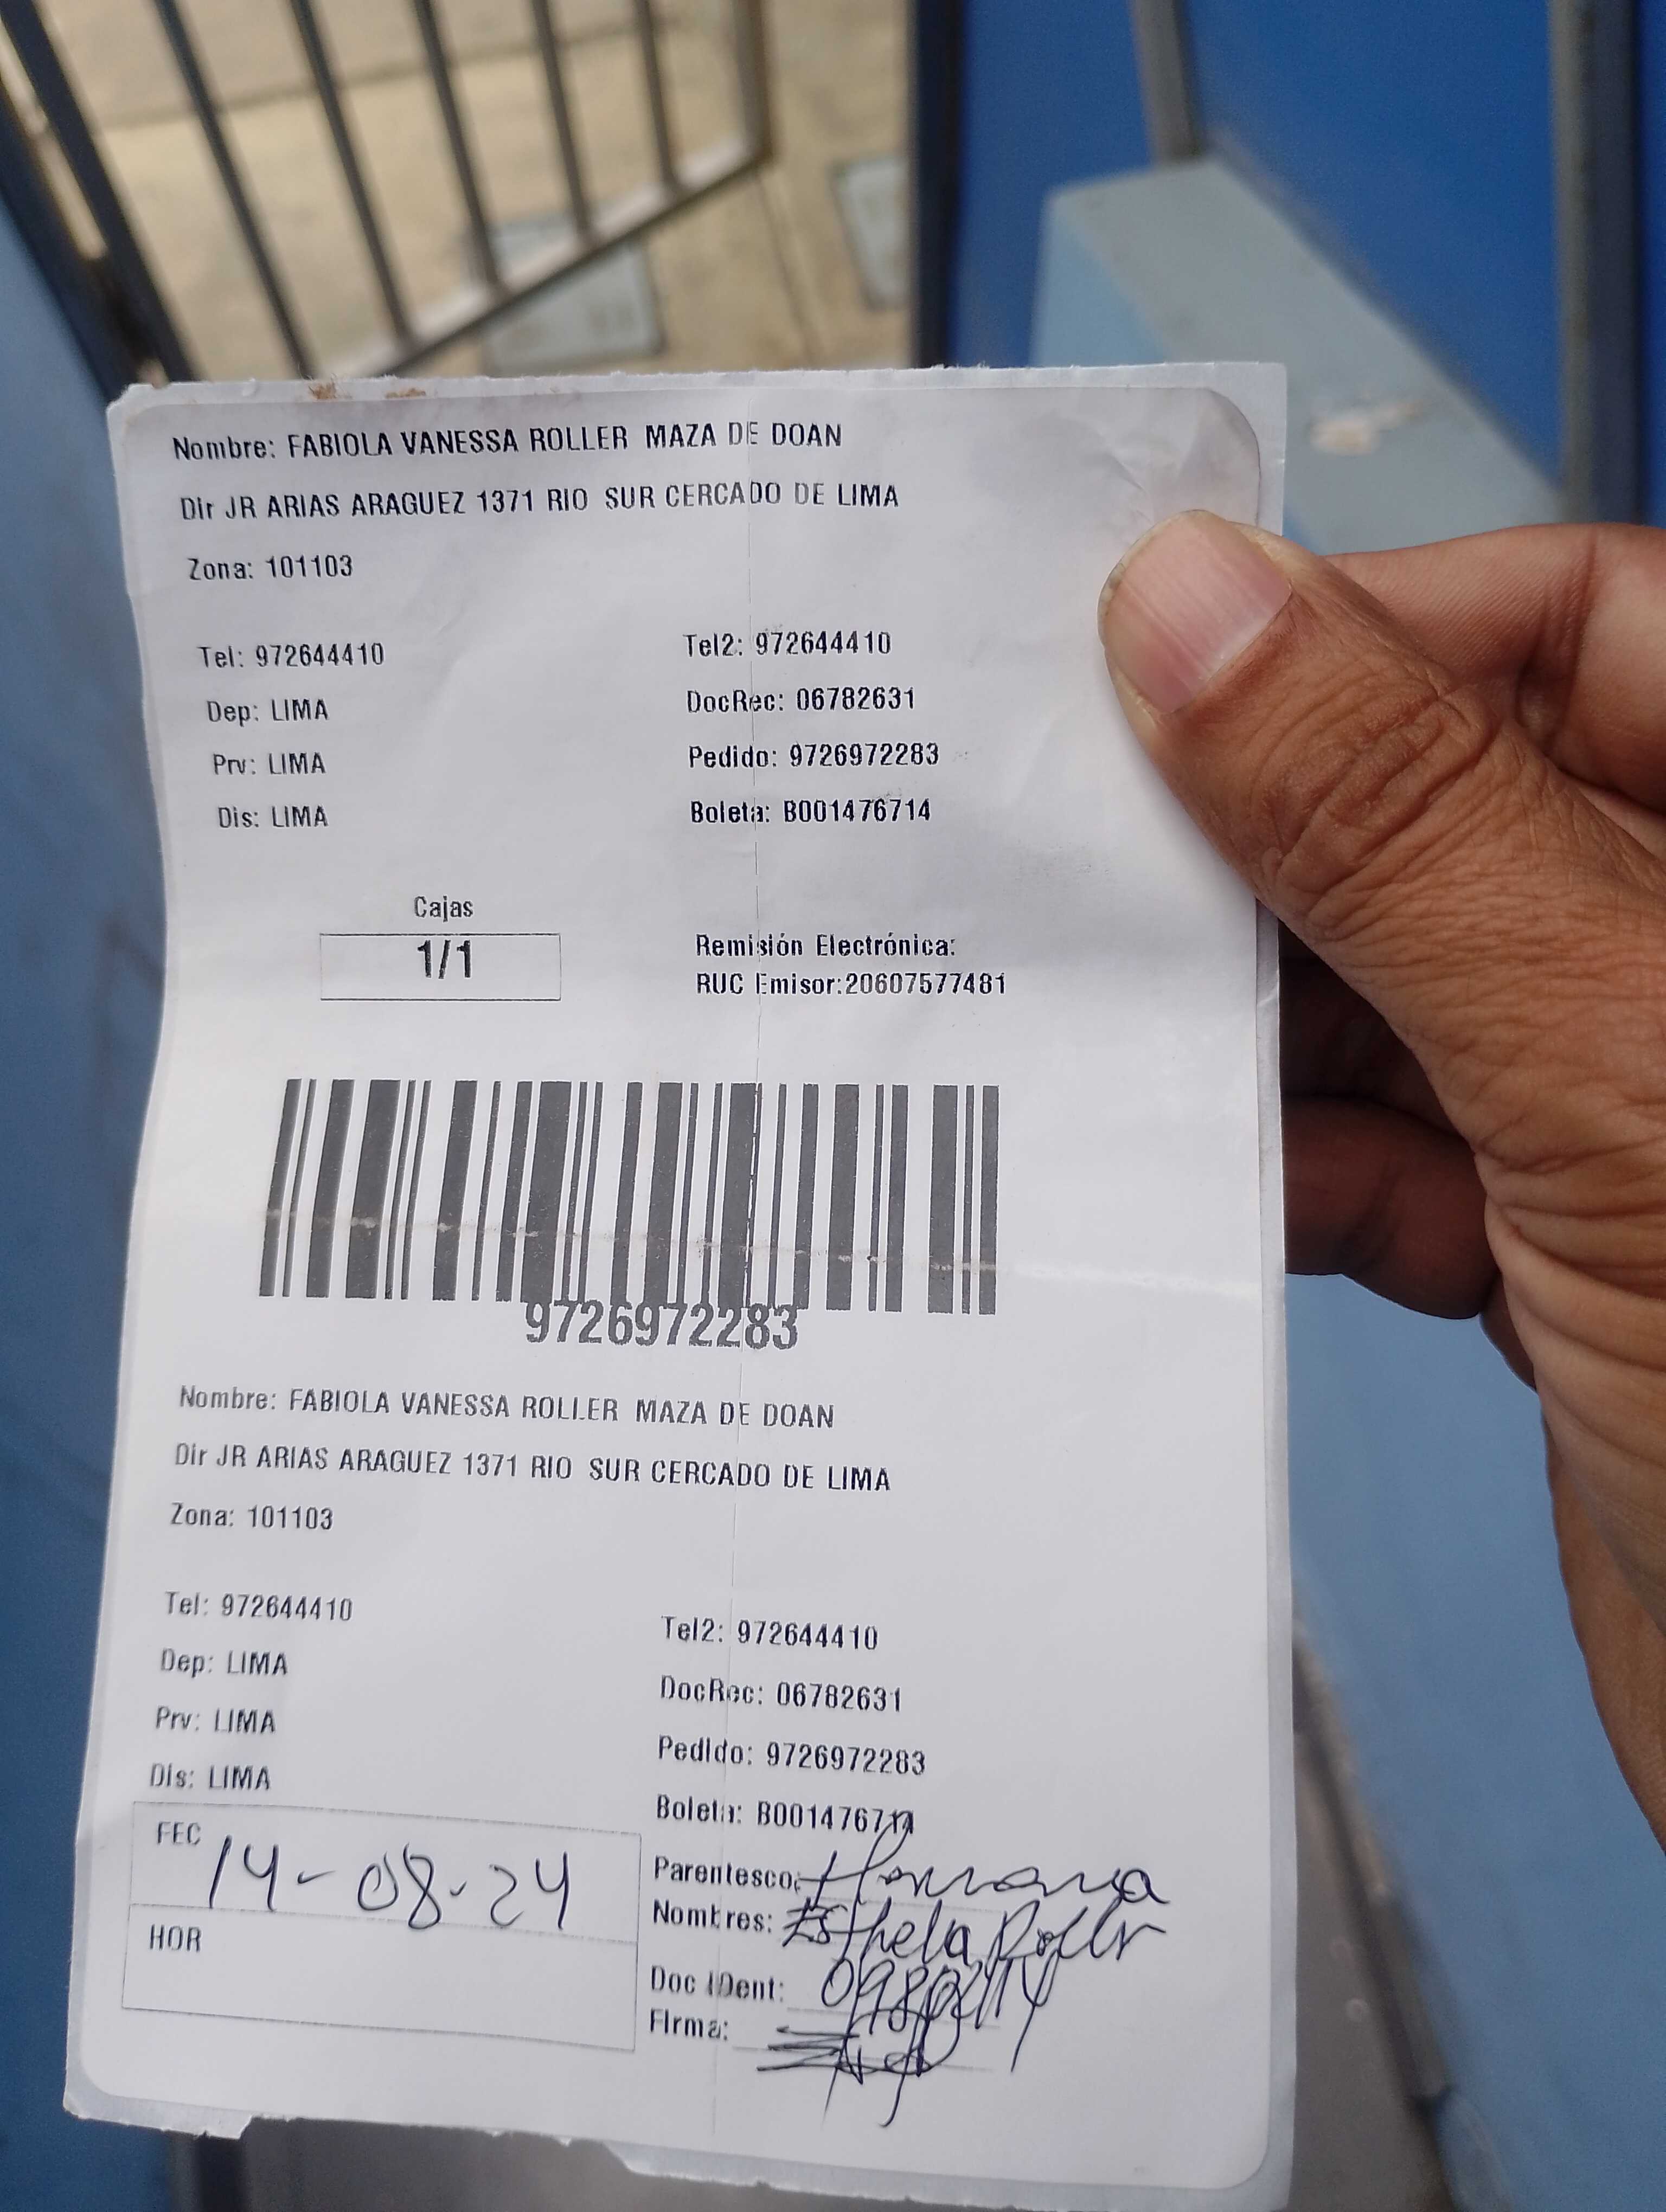 Nombre: FABIOLA VANESSA ROLLER MAZA DE DOAN
Dir JR ARIAS ARAGUEZ 1371 RIO SUR CERCADO DE LIMA
Zona: 101103
Tel: 972644410 Tel2: 972644410
Dep: LIMA DocRec: 06782631
Prv: LIMA Pedido: 9726972283
Dis: LIMA Boleta: B001476714
Cajas
1/1
Remisión Electrónica:
RUC Emisor:20607577481
9726972283
Nombre: FABIOLA VANESSA ROLLER MAZA DE DOAN
Dir JR ARIAS ARAGUEZ 1371 RIO SUR CERCADO DE LIMA
Zona: 101103
Tel: 972644410 Tel2: 972644410
Dep: LIMA DocRec: 06782631
Prv: LIMA Pedido: 9726972283
Dis: LIMA Boleta: B001476714
FEC 14-08-24
HOR
Parentesco: Hermana
Nombres: Esthela Roller
Doc IDent:
Firma: